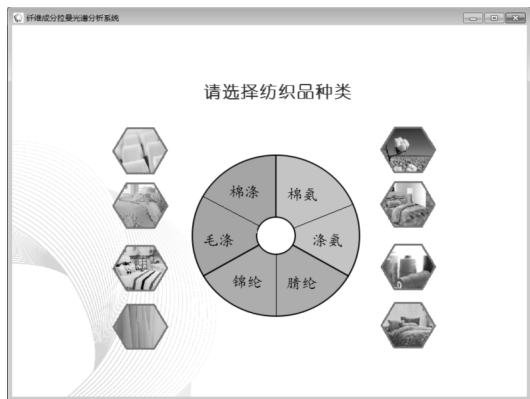 纤维成分拉曼光谱分析系统
请选择纺织品种类
棉涤
棉氨
毛涤
涤氨
锦纶
腈纶